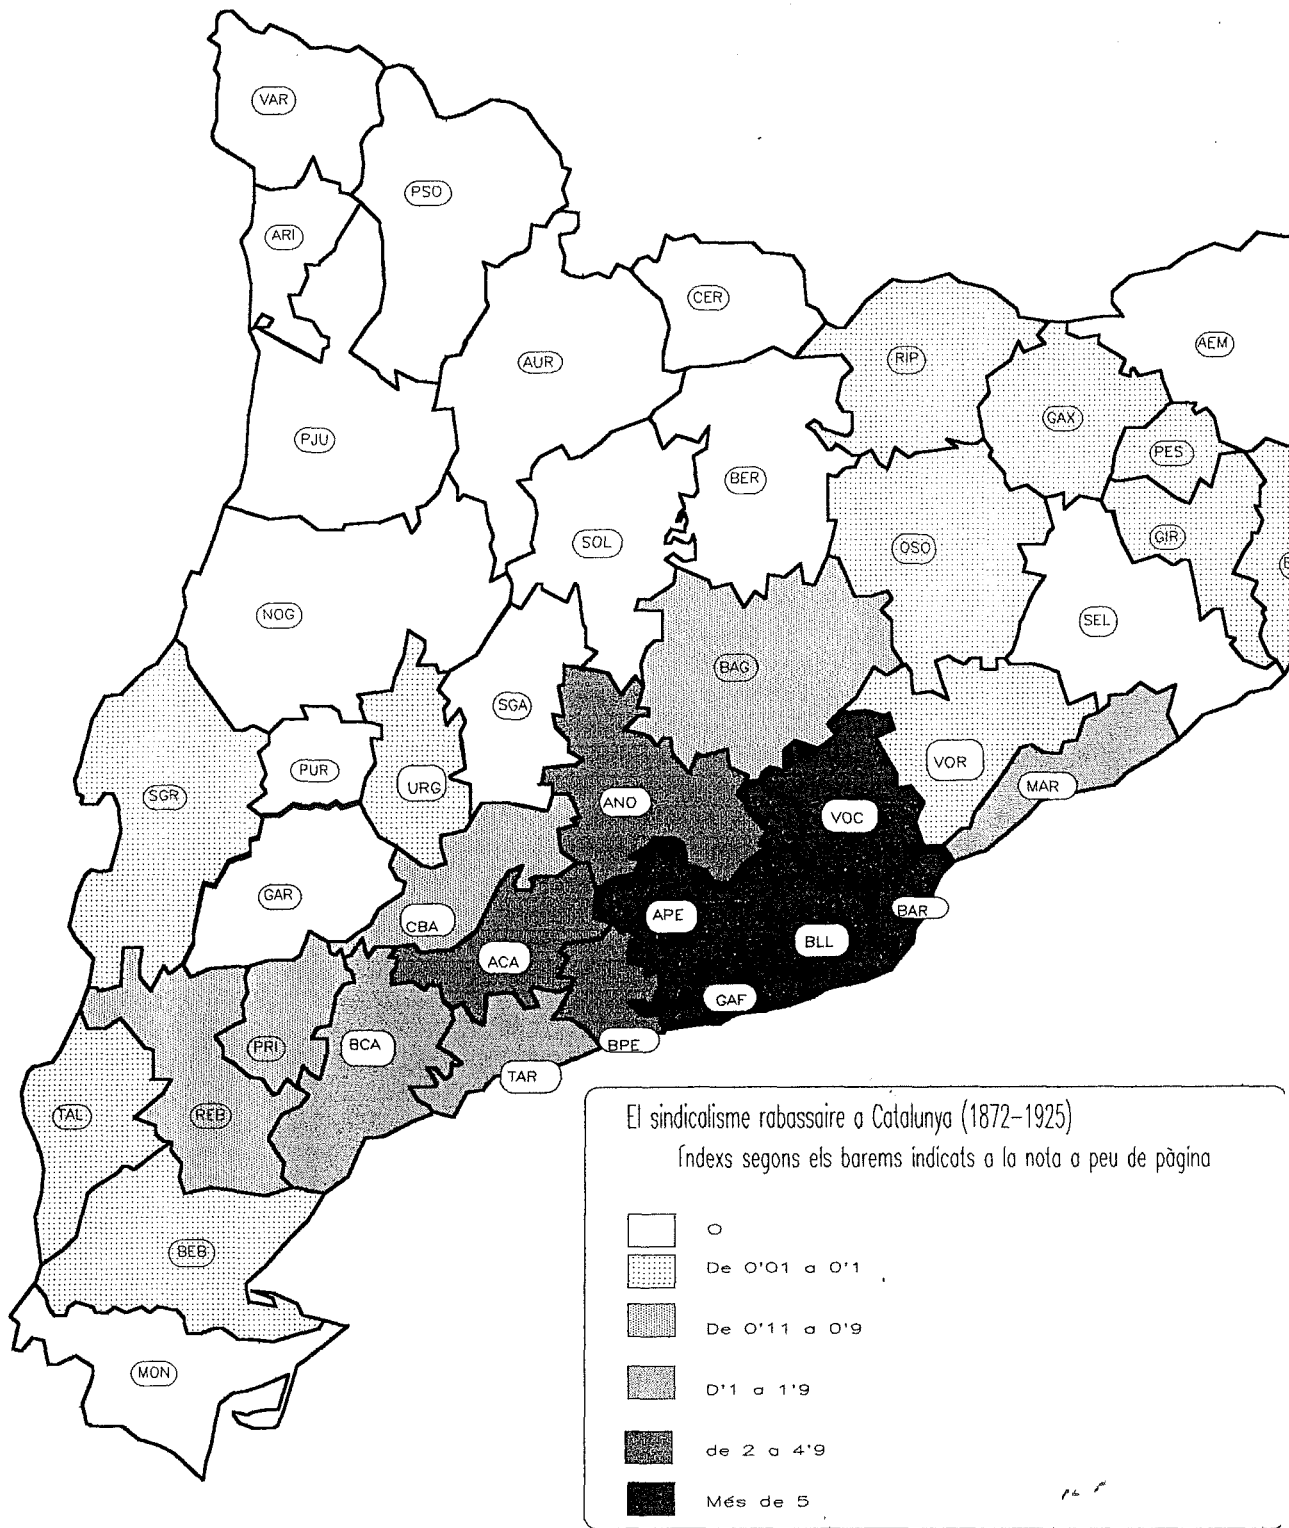 VAR
PSO
ARI
CER
AUR
RIP
AEM
GAX
PJU
PES
BER
GIR
SOL
OSO
NOG
SEL
BAG
SGA
PUR
URG
VOR
SGR
ANO
MAR
VOC
GAR
APE
BAR
CBA
BLL
ACA
GAF
PRI
BCA
BPE
TAR
TAL
REB
BEB
MON
El sindicalisme rabassaire a Catalunya (1872-1925)
Índexs segons els barems indicats a la nota a peu de pàgina
0
De 0'01 a 0'1
De 0'11 a 0'9
D'1 a 1'9
de 2 a 4'9
Més de 5